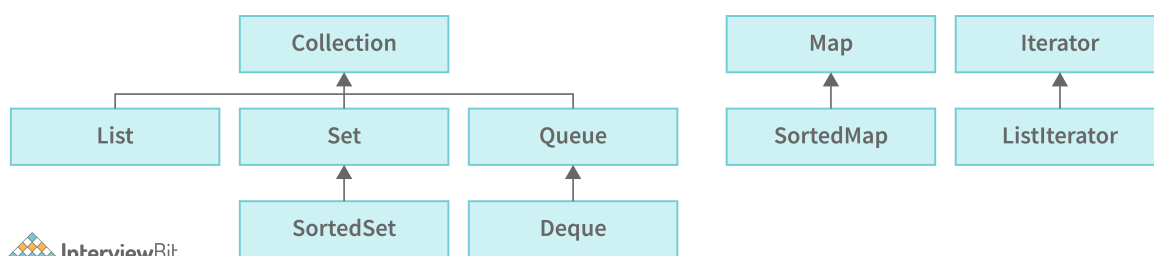 Collection
Map
Iterator
List
Set
Queue
SortedMap
ListIterator
SortedSet
Deque
InterviewBit